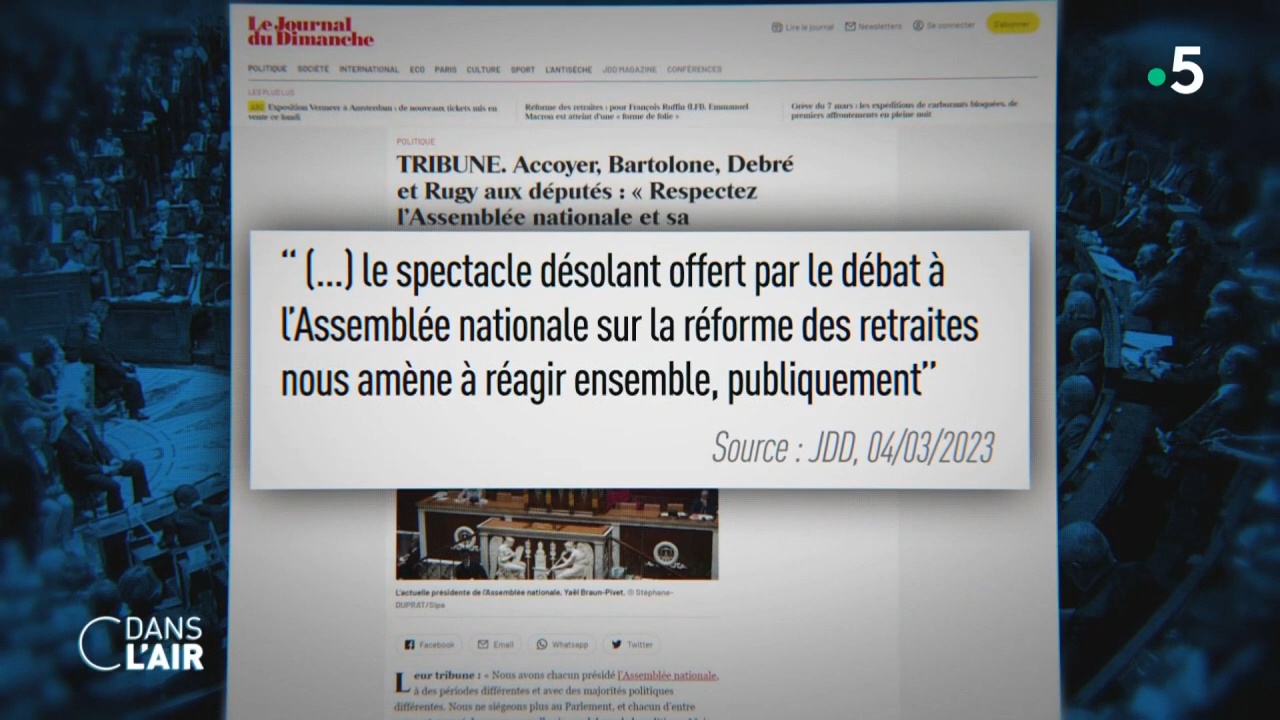 Le Journal
du Dimanche
Lire le journal
Newsletters
Se connecter
S'abonner
POLITIQUE SOCIÉTÉ INTERNATIONAL ECO PARIS CULTURE SPORT L'ANTISÈCHE JDD MAGAZINE CONFÉRENCES
LES PLUS LUS
Exposition Vermeer à Amsterdam : de nouveaux tickets mis en
vente ce lundi
Réforme des retraites : pour François Ruffin (LFI), Emmanuel
Macron est atteint d'une « forme de folie »
Grève du 7 mars : les expéditions de carburants bloquées, de
premiers affrontements en pleine nuit
5
POLITIQUE
TRIBUNE. Accoyer, Bartolone, Debré
et Rugy aux députés : « Respectez
l'Assemblée nationale et sa
“ (...) le spectacle désolant offert par le débat à
l'Assemblée nationale sur la réforme des retraites
nous amène à réagir ensemble, publiquement”
Source : JDD, 04/03/2023
L'actuelle présidente de l'Assemblée nationale, Yaël Braun-Pivet. © Stéphane-
DUPRAT/Sipa
Facebook Email Whatsapp Twitter
Leur tribune : « Nous avons chacun présidé l'Assemblée nationale,
à des périodes différentes et avec des majorités politiques
différentes. Nous ne siégeons plus au Parlement, et chacun d'entre
C DANS
L'AIR